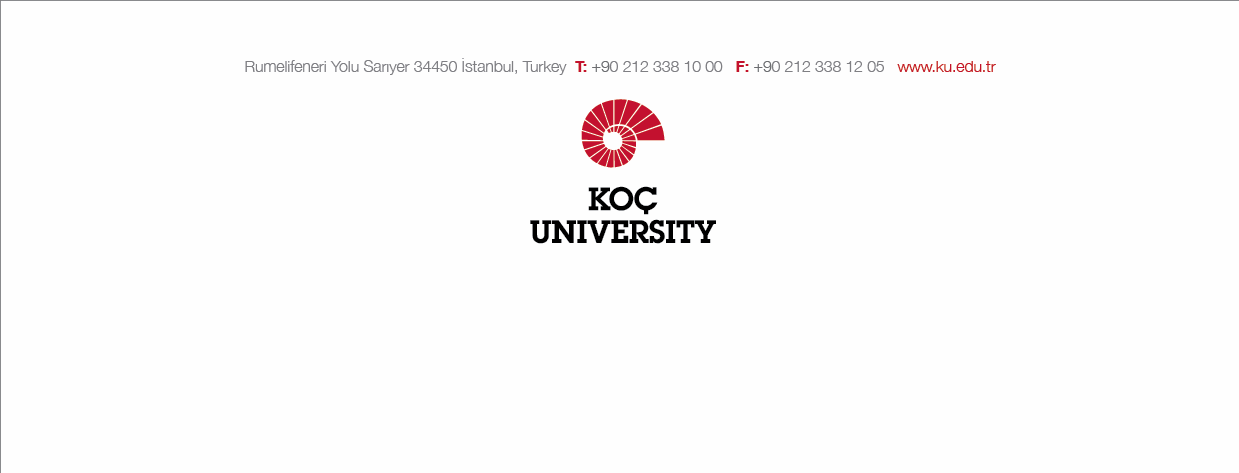 Rumelifeneri Yolu Sarıyer 34450 İstanbul, Turkey T: +90 212 338 10 00 F: +90 212 338 12 05 www.ku.edu.tr
KOÇ
UNIVERSITY